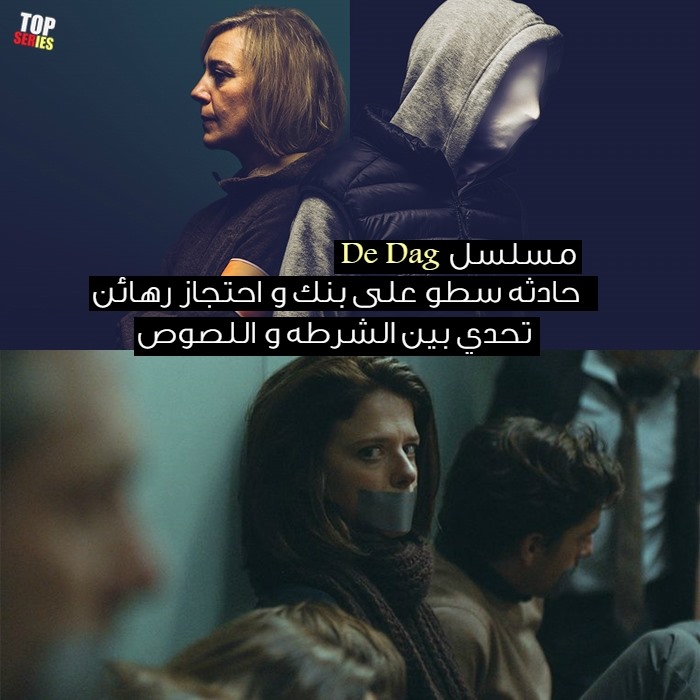 TOP
SERIES
مسلسل De Dag
حادثه سطو على بنك و احتجاز رهائن
تحدي بين الشرطه و اللصوص